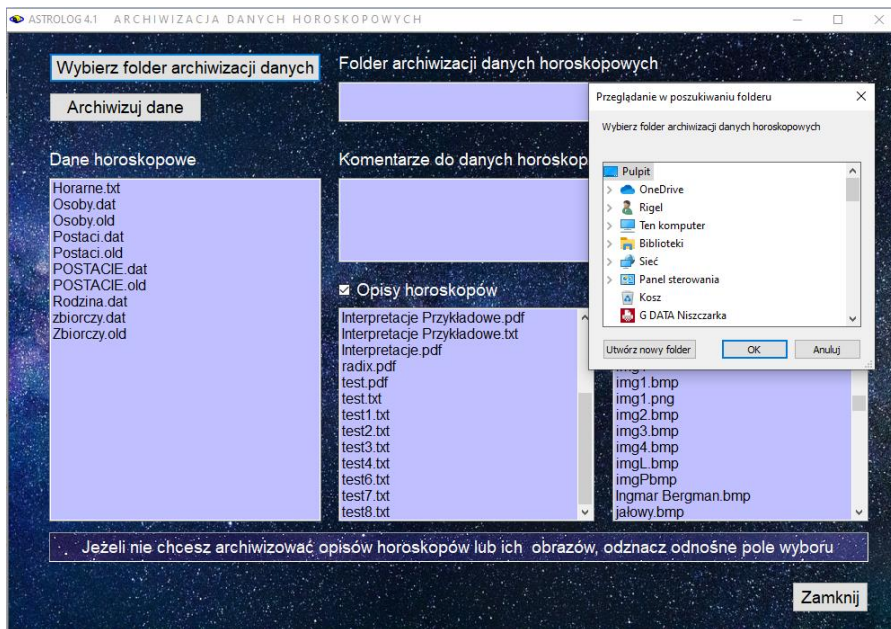 ASTROLOG 4.1 ARCHIWIZACJA DANYCH HOROSKOPOWYCH
Wybierz folder archiwizacji danych
Archiwizuj dane
Folder archiwizacji danych horoskopowych
Dane horoskopowe
Horarne.txt
Osoby.dat
Osoby.old
Postaci.dat
Postaci.old
POSTACIE.dat
POSTACIE.old
Rodzina.dat
zbiorczy.dat
Zbiorczy.old
Komentarze do danych horoskop
Opisy horoskopów
Interpretacje Przykładowe.pdf
Interpretacje Przykładowe.txt
Interpretacje.pdf
radix.pdf
test.pdf
test.txt
test1.txt
test2.txt
test3.txt
test4.txt
test6.txt
test7.txt
test8.txt
Przeglądanie w poszukiwaniu folderu
Wybierz folder archiwizacji danych horoskopowych
Pulpit
OneDrive
Rigel
Ten komputer
Biblioteki
Sieć
Panel sterowania
Kosz
G DATA Niszczarka
Utwórz nowy folder
OK
Anuluj
img1.bmp
img1.png
img2.bmp
img3.bmp
img4.bmp
imgL.bmp
imgPbmp
Ingmar Bergman.bmp
jałowy.bmp
Jeżeli nie chcesz archiwizować opisów horoskopów lub ich obrazów, odznacz odnośne pole wyboru
Zamknij